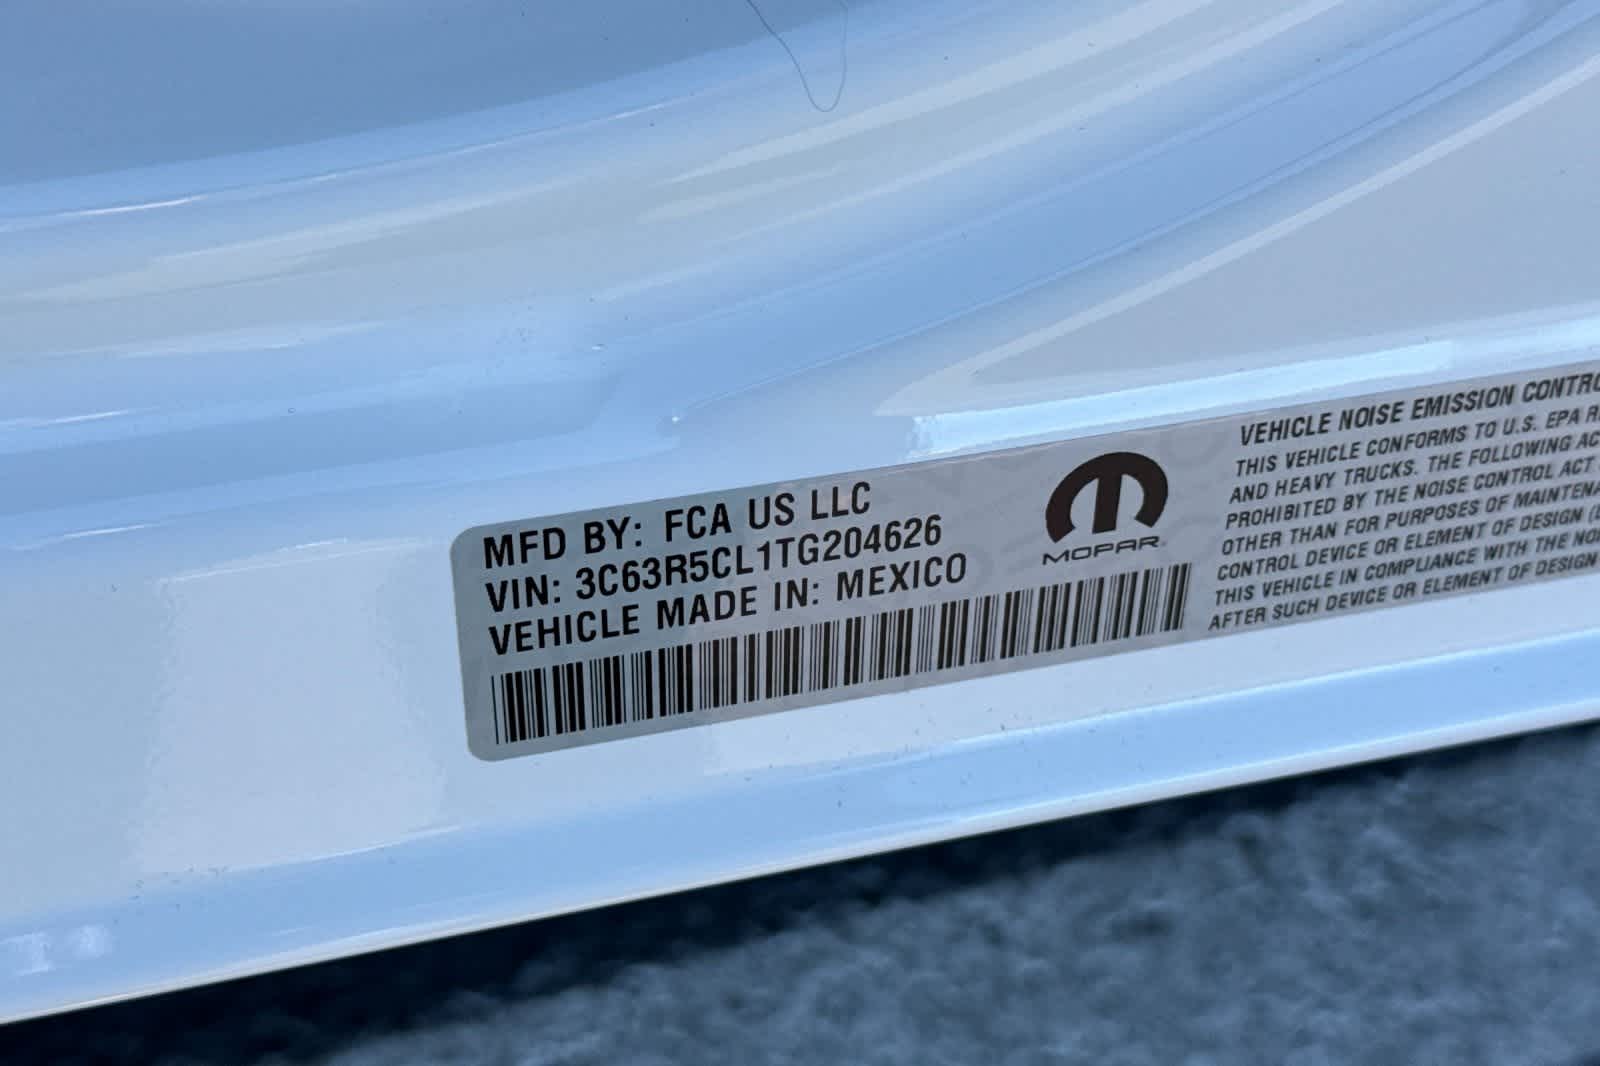 MFD BY: FCA US LLC
VIN: 3C63R5CL1TG204626
VEHICLE MADE IN: MEXICO
MOPAR
VEHICLE NOISE EMISSION
THIS VEHICLE CONFORMS TO U.S. EPA
AND HEAVY TRUCKS. THE FOLLOWING
PROHIBITED BY THE NOISE CONTROL ACT
OTHER THAN FOR PURPOSES OF
CONTROL DEVICE OR ELEMENT OF DESIGN
THIS VEHICLE IN COMPLIANCE WITH THE
AFTER SUCH DEVICE OR ELEMENT OF DESIGN